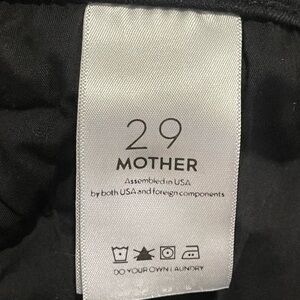 29
MOTHER
Assembled in USA
by both USA and foreign components
DO YOUR OWN LAUNDRY